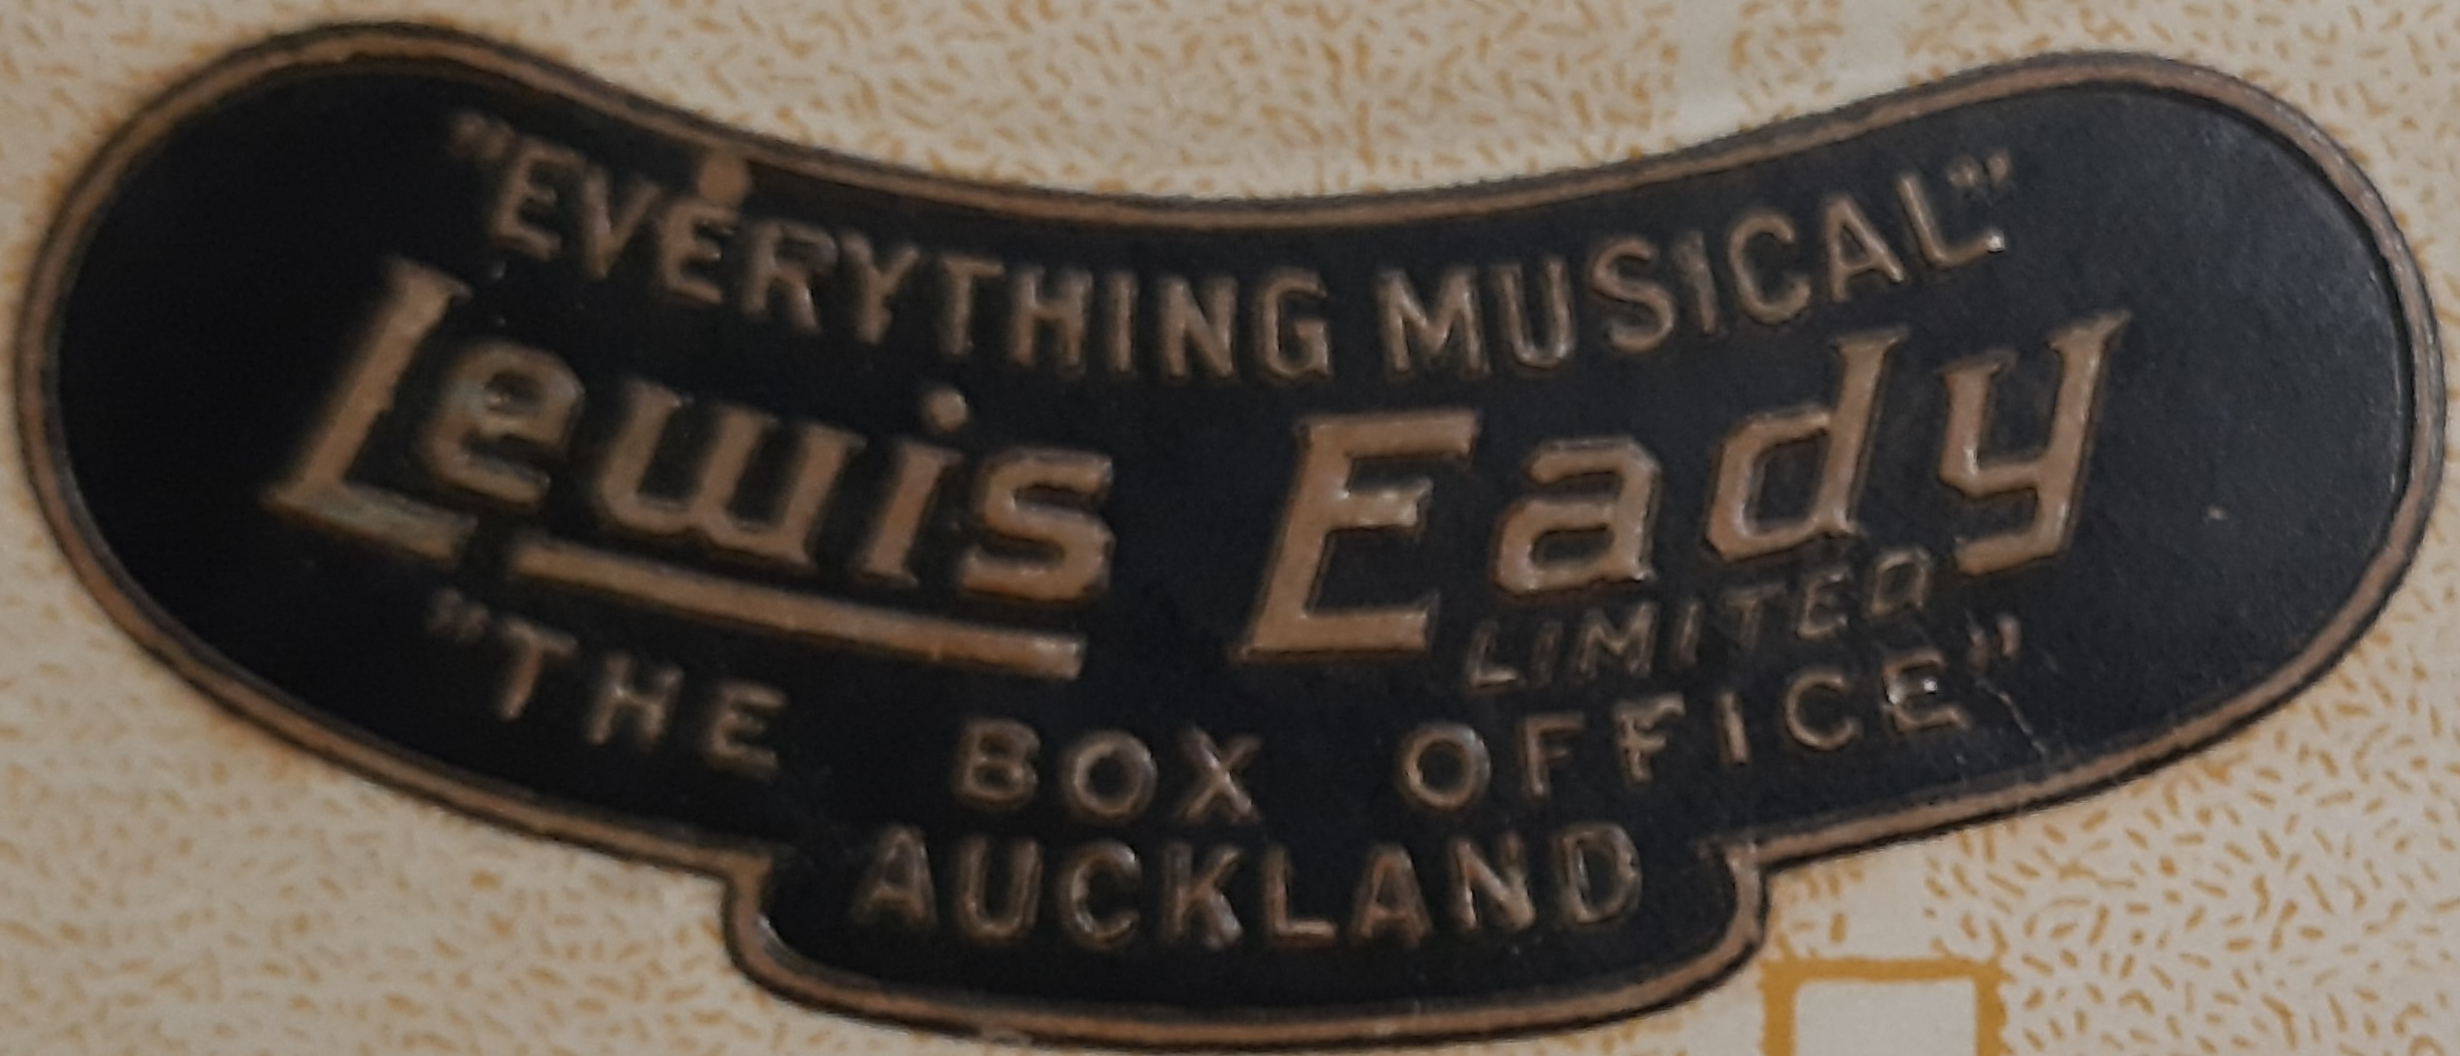 "EVERYTHING MUSICAL"
Lewis Eady
LIMITED
"THE BOX OFFICE"
AUCKLAND